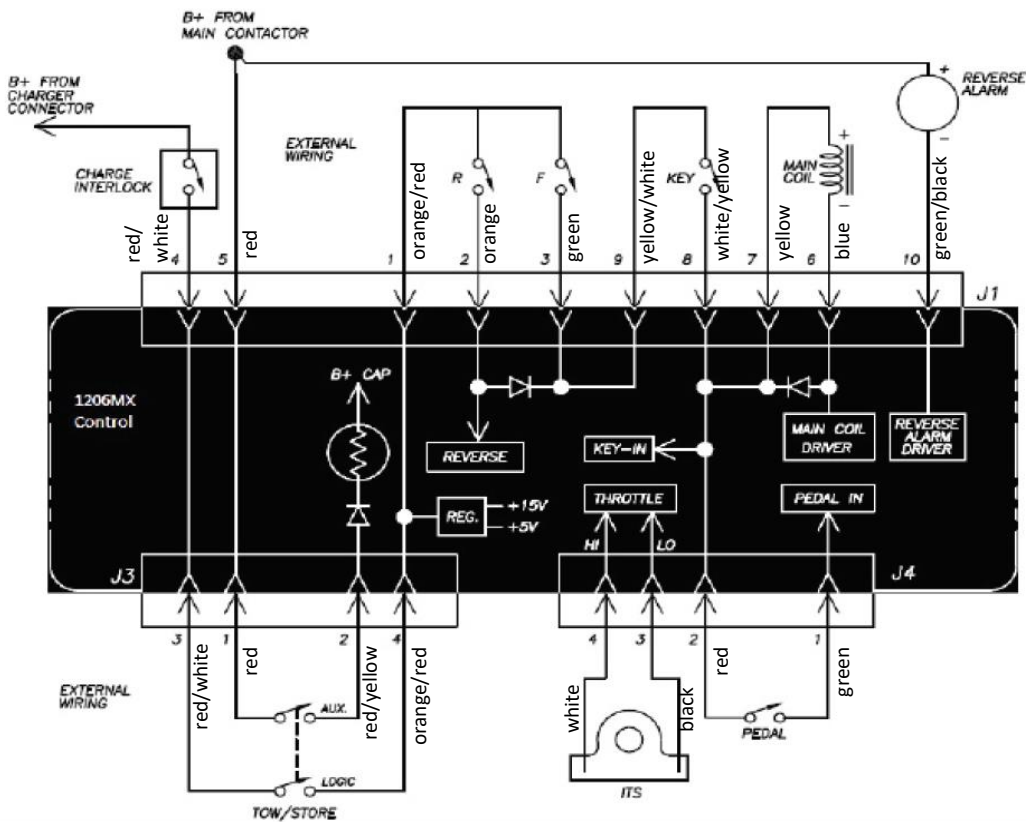 B+ FROM
MAIN CONTACTOR
B+ FROM
CHARGER
CONNECTOR
+
REVERSE
ALARM
−
EXTERNAL
WIRING
CHARGE
INTERLOCK
R
F
KEY
MAIN
COIL
+
−
red/
white
red
orange/red
orange
green
yellow/white
white/yellow
yellow
blue
green/black
4
5
1
2
3
9
8
7
6
10
J1
1206MX
Control
B+ CAP
REVERSE
KEY-IN
MAIN COIL
DRIVER
REVERSE
ALARM
DRIVER
REG.
+15V
+5V
THROTTLE
PEDAL IN
HI
LO
J3
J4
3
1
2
4
4
3
2
1
EXTERNAL
WIRING
red/white
red
red/yellow
orange/red
white
black
red
green
AUX.
LOGIC
TOW/STORE
ITS
PEDAL